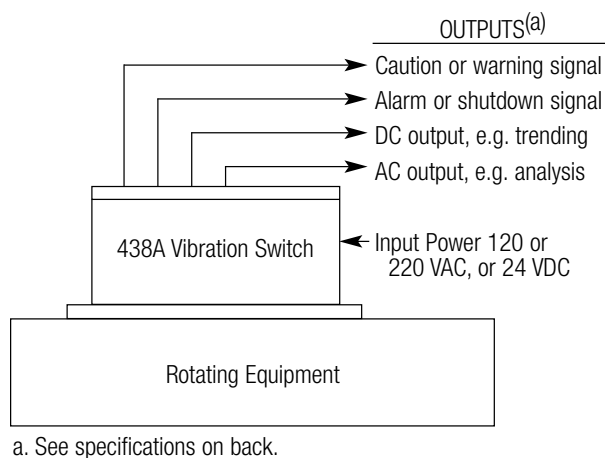 OUTPUTS(a)
Caution or warning signal
Alarm or shutdown signal
DC output, e.g. trending
AC output, e.g. analysis
438A Vibration Switch
Input Power 120 or
220 VAC, or 24 VDC
Rotating Equipment
a. See specifications on back.